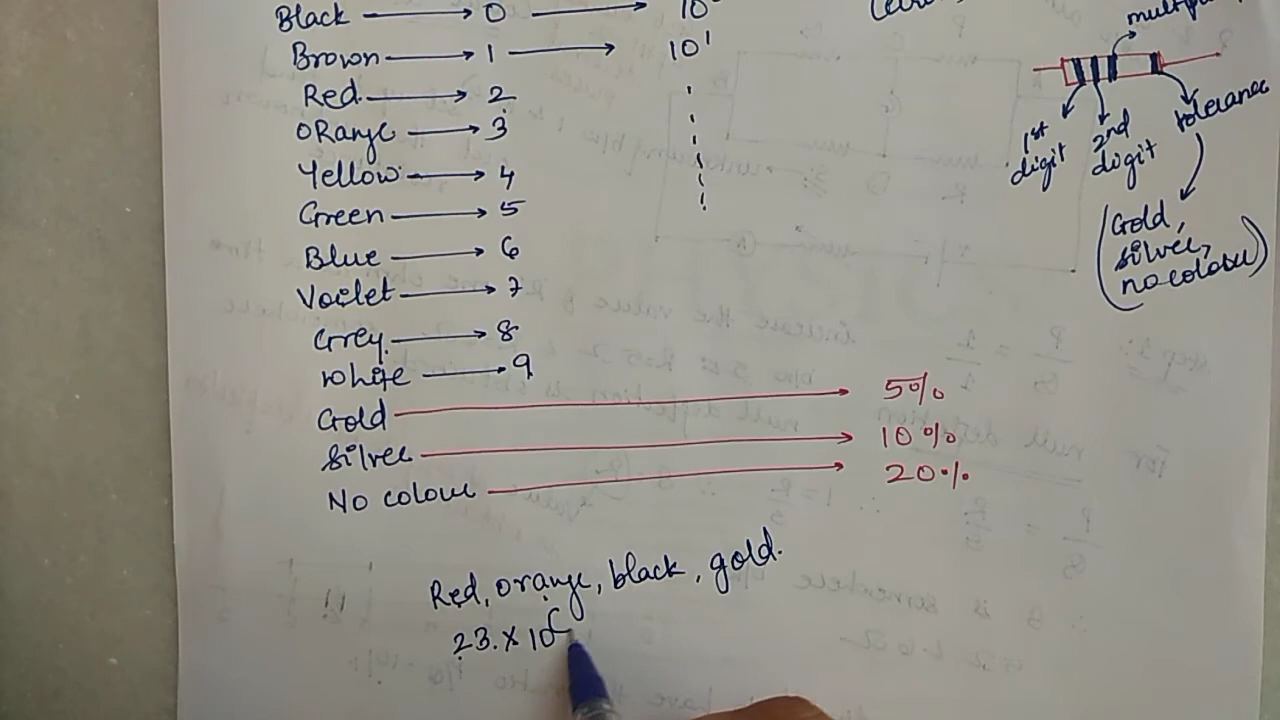 Black → 0 → 10
Brown → 1 → 10¹
Red → 2
ORange → 3
Yellow → 4
Green → 5
Blue → 6
Voilet → 7
Grey → 8
White → 9
Gold → 5%
Silver → 10%
No colour → 20%
Red, orange, black, gold.
23. × 10
1st digit
2nd digit
tolerance
(Gold,
silver,
no colour)